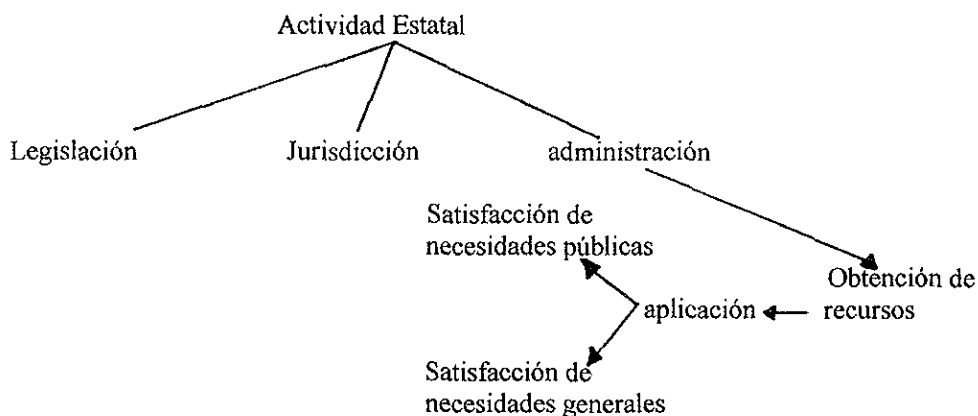 Actividad Estatal
Legislación
Jurisdicción
administración
Satisfacción de
necesidades públicas
Obtención de
recursos
aplicación
Satisfacción de
necesidades generales